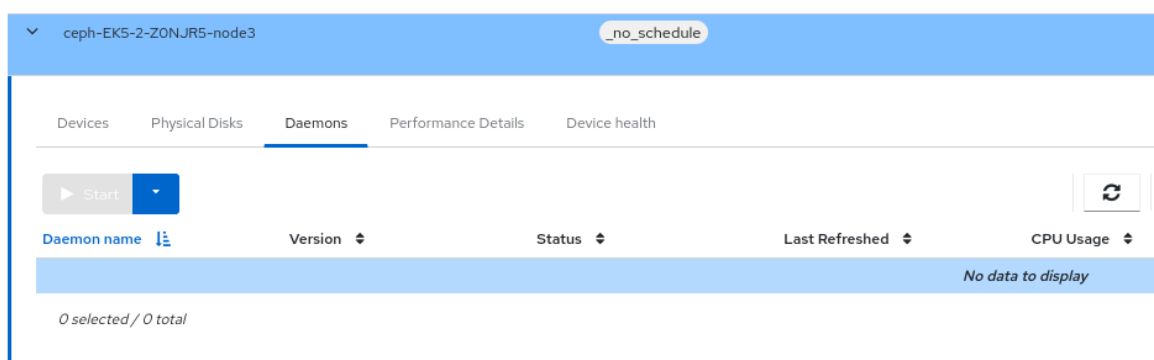 ceph-EK5-2-Z0NJR5-node3 _no_schedule
Devices Physical Disks Daemons Performance Details Device health
Start
Daemon name Version Status Last Refreshed CPU Usage
No data to display
0 selected / 0 total